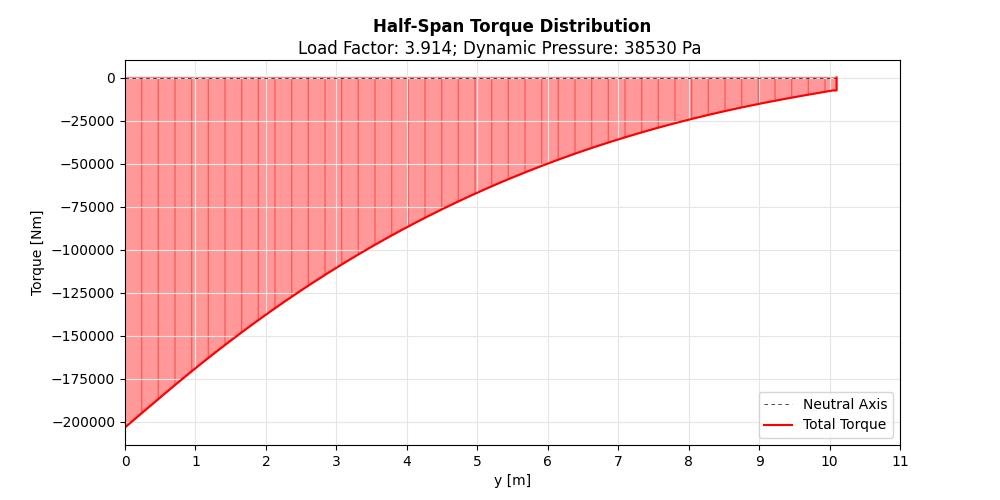 Half-Span Torque Distribution
Load Factor: 3.914; Dynamic Pressure: 38530 Pa
Torque [Nm]
0
−25000
−50000
−75000
−100000
−125000
−150000
−175000
−200000
Neutral Axis
Total Torque
0 1 2 3 4 5 6 7 8 9 10 11
y [m]